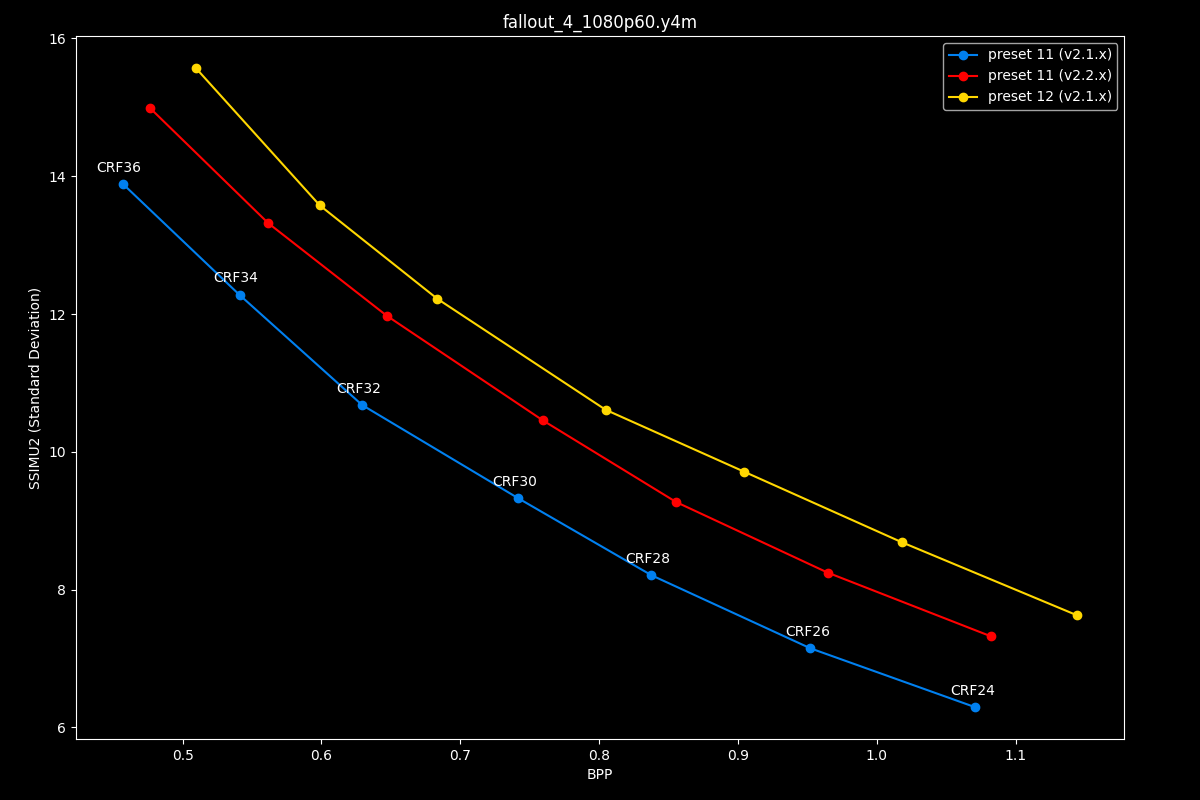 fallout_4_1080p60.y4m
preset 11 (v2.1.x)
preset 11 (v2.2.x)
preset 12 (v2.1.x)
SSIMU2 (Standard Deviation)
16
14
12
10
8
6
CRF36
CRF34
CRF32
CRF30
CRF28
CRF26
CRF24
0.5 0.6 0.7 0.8 0.9 1.0 1.1
BPP